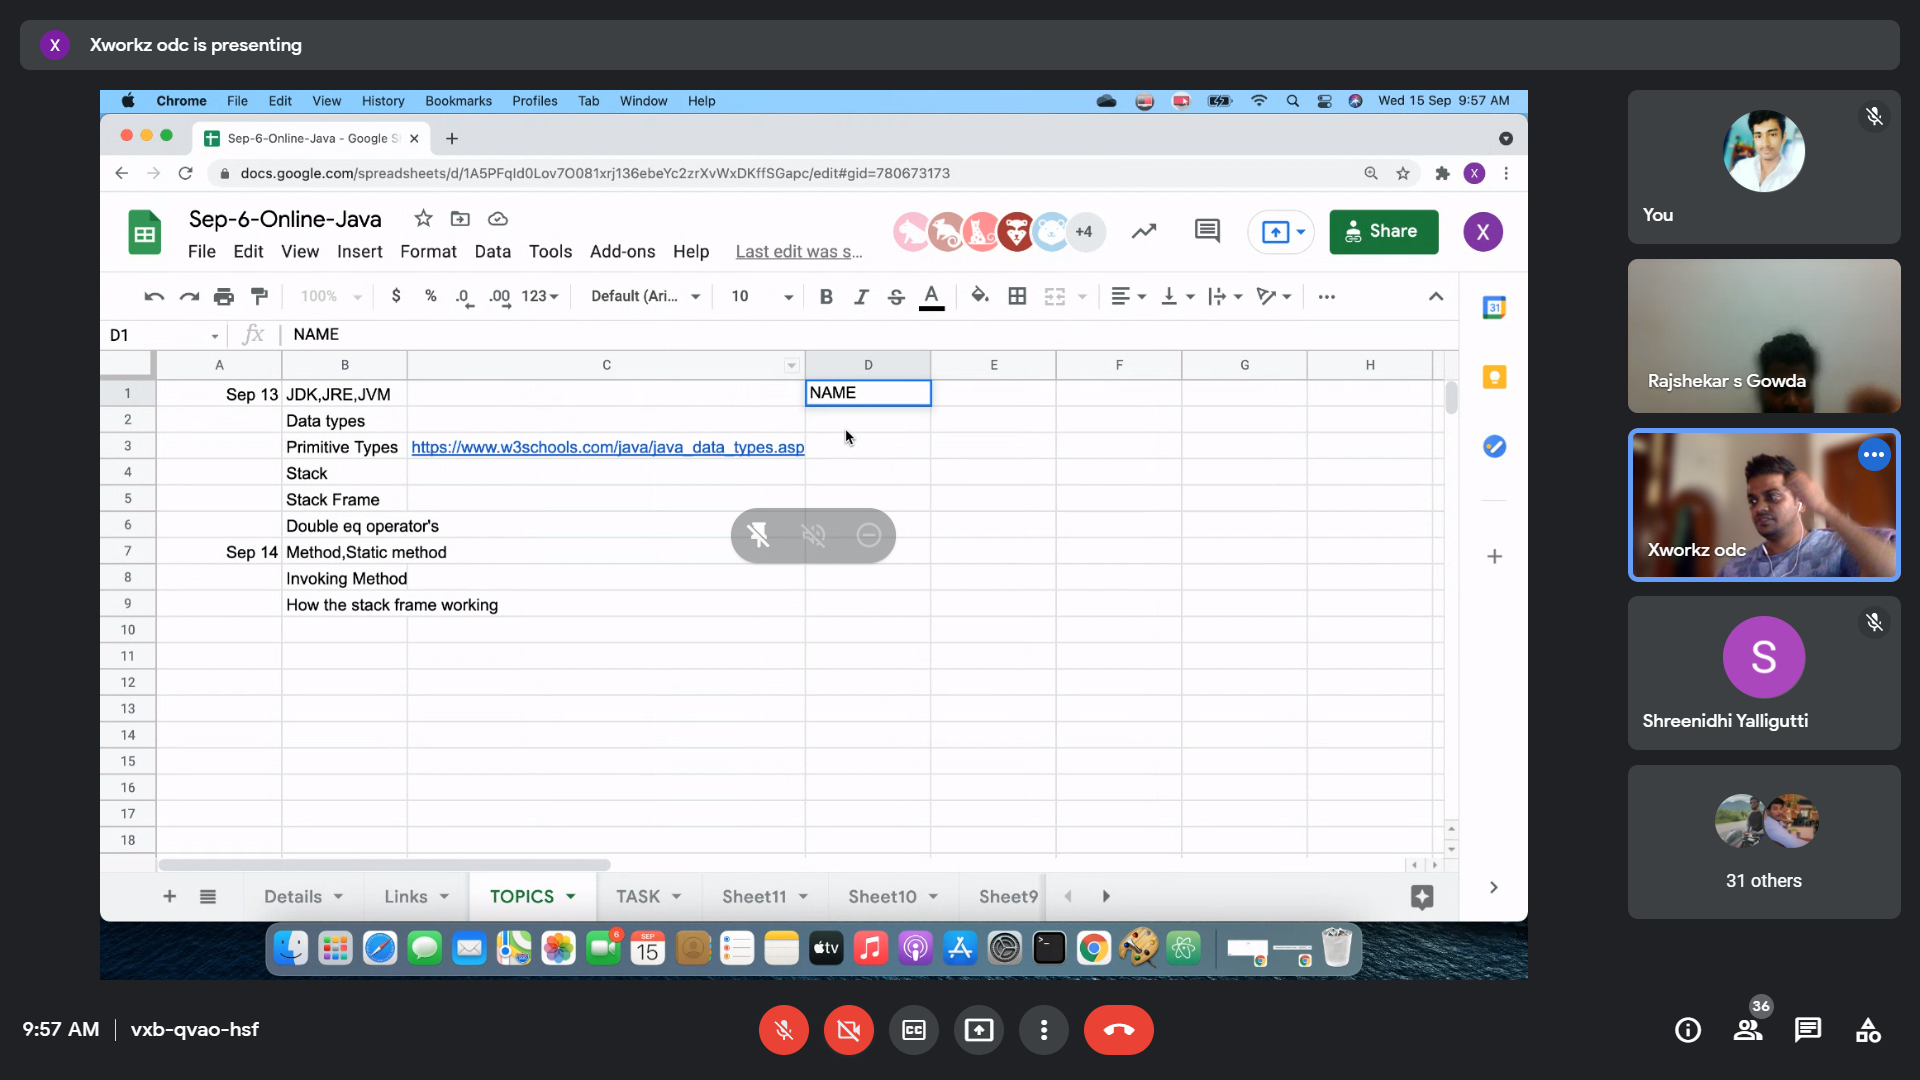 X Xworkz odc is presenting
Chrome File Edit View History Bookmarks Profiles Tab Window Help Wed 15 Sep 9:57 AM
Sep-6-Online-Java - Google S
docs.google.com/spreadsheets/d/1A5PFqId0Lov7O081xrj136ebeYc2zrXvWxDKffSGapc/edit#gid=780673173 X
Sep-6-Online-Java
+4 Share X
File Edit View Insert Format Data Tools Add-ons Help Last edit was s...
100% $ % .0 .00 123 Default (Ari... 10 B I S A
31
D1 fx NAME
A B C D E F G H
1 Sep 13 JDK,JRE,JVM NAME
2 Data types
3 Primitive Types https://www.w3schools.com/java/java_data_types.asp
4 Stack
5 Stack Frame
6 Double eq operator's
7 Sep 14 Method,Static method
8 Invoking Method
9 How the stack frame working
10
11
12
13
14
15
16
17
18
Details Links TOPICS TASK Sheet11 Sheet10 Sheet9
6 SEP 15 tv
You
Rajshekar s Gowda
Xworkz odc
S
Shreenidhi Yalligutti
31 others
9:57 AM vxb-qvao-hsf
CC
36